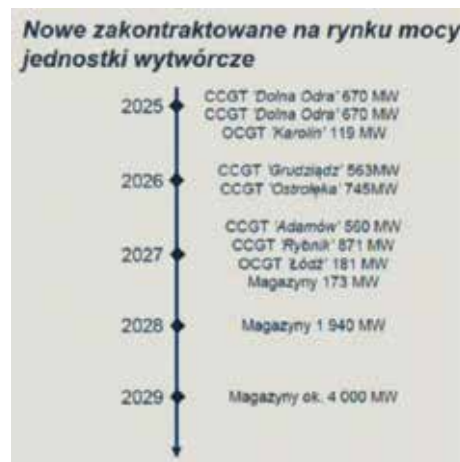 Nowe zakontraktowane na rynku mocy
jednostki wytwórcze
2025
CCGT 'Dolna Odra' 670 MW
CCGT 'Dolna Odra' 670 MW
OCGT 'Karolin' 119 MW
2026
CCGT 'Grudziądz' 563MW
CCGT 'Ostrołęka' 745MW
2027
CCGT 'Adamów' 560 MW
CCGT 'Rybnik' 871 MW
OCGT 'Łódź' 181 MW
Magazyny 173 MW
2028
Magazyny 1 940 MW
2029
Magazyny ok. 4 000 MW